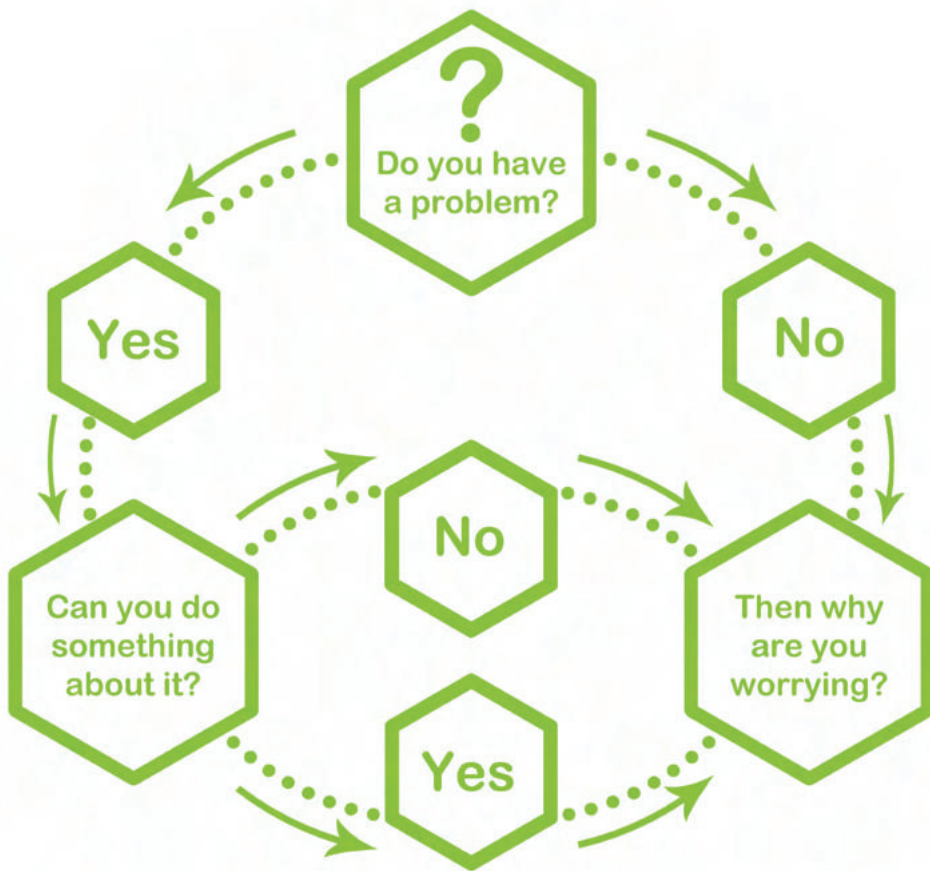 ?
Do you have
a problem?
Yes
No
No
Can you do
something
about it?
Then why
are you
worrying?
Yes